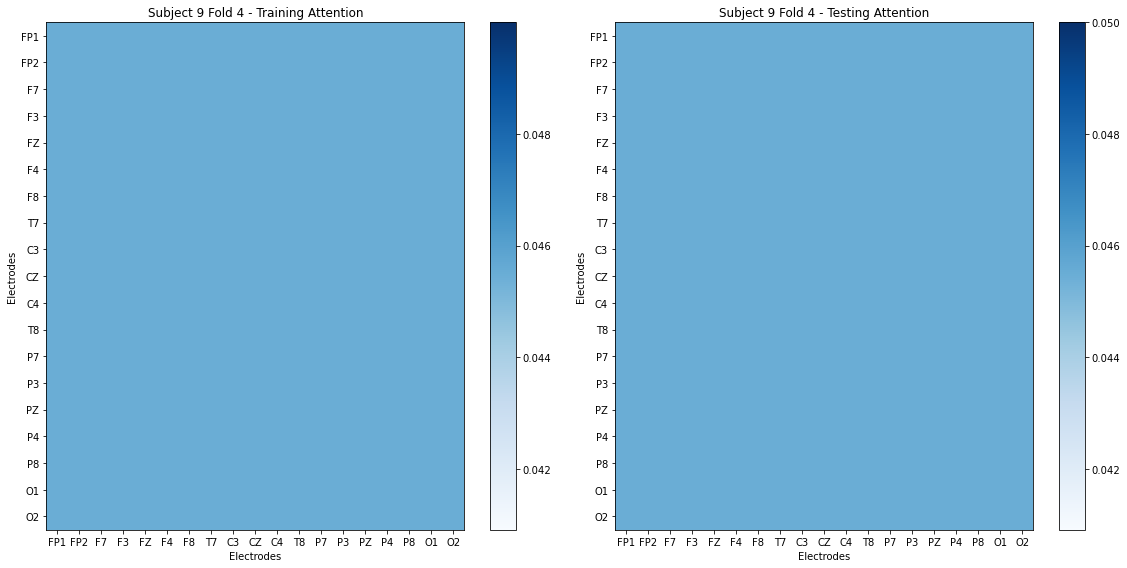 Subject 9 Fold 4 - Training Attention
Electrodes
FP1
FP2
F7
F3
FZ
F4
F8
T7
C3
CZ
C4
T8
P7
P3
PZ
P4
P8
O1
O2
FP1 FP2 F7 F3 FZ F4 F8 T7 C3 CZ C4 T8 P7 P3 PZ P4 P8 O1 O2
Electrodes
0.048
0.046
0.044
0.042
Subject 9 Fold 4 - Testing Attention
Electrodes
FP1
FP2
F7
F3
FZ
F4
F8
T7
C3
CZ
C4
T8
P7
P3
PZ
P4
P8
O1
O2
FP1 FP2 F7 F3 FZ F4 F8 T7 C3 CZ C4 T8 P7 P3 PZ P4 P8 O1 O2
Electrodes
0.050
0.048
0.046
0.044
0.042